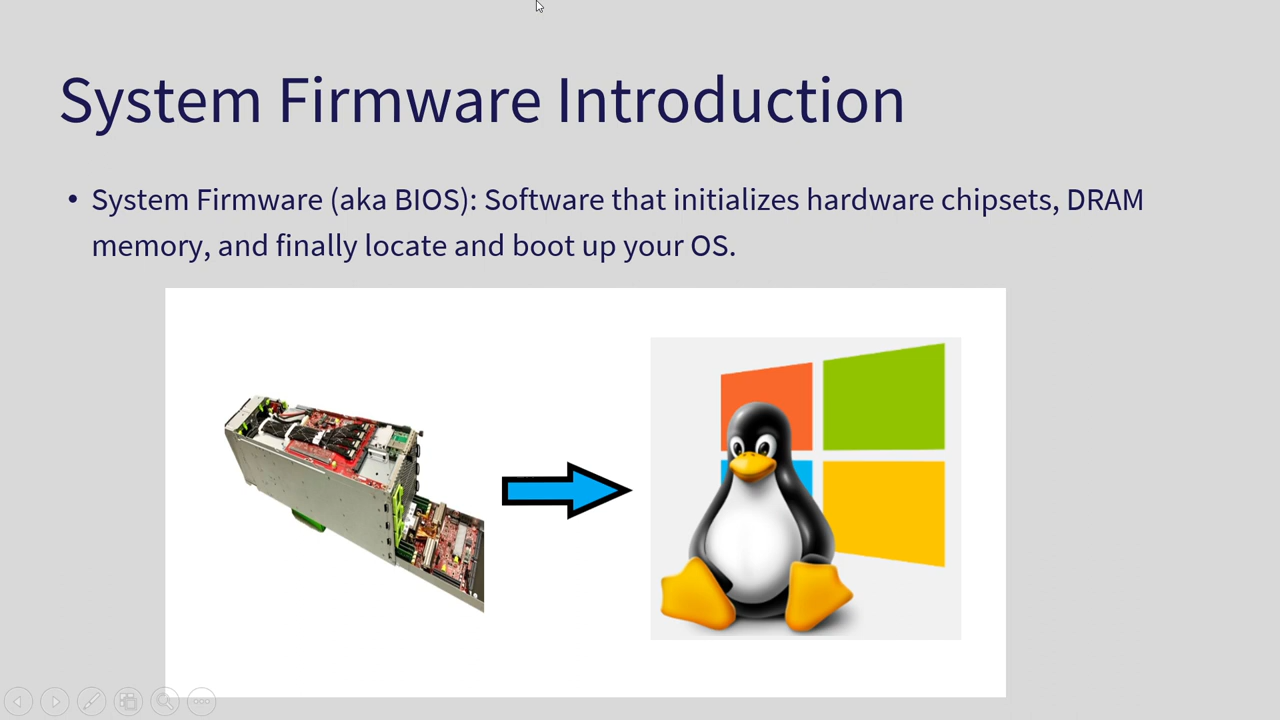 System Firmware Introduction
• System Firmware (aka BIOS): Software that initializes hardware chipsets, DRAM
memory, and finally locate and boot up your OS.